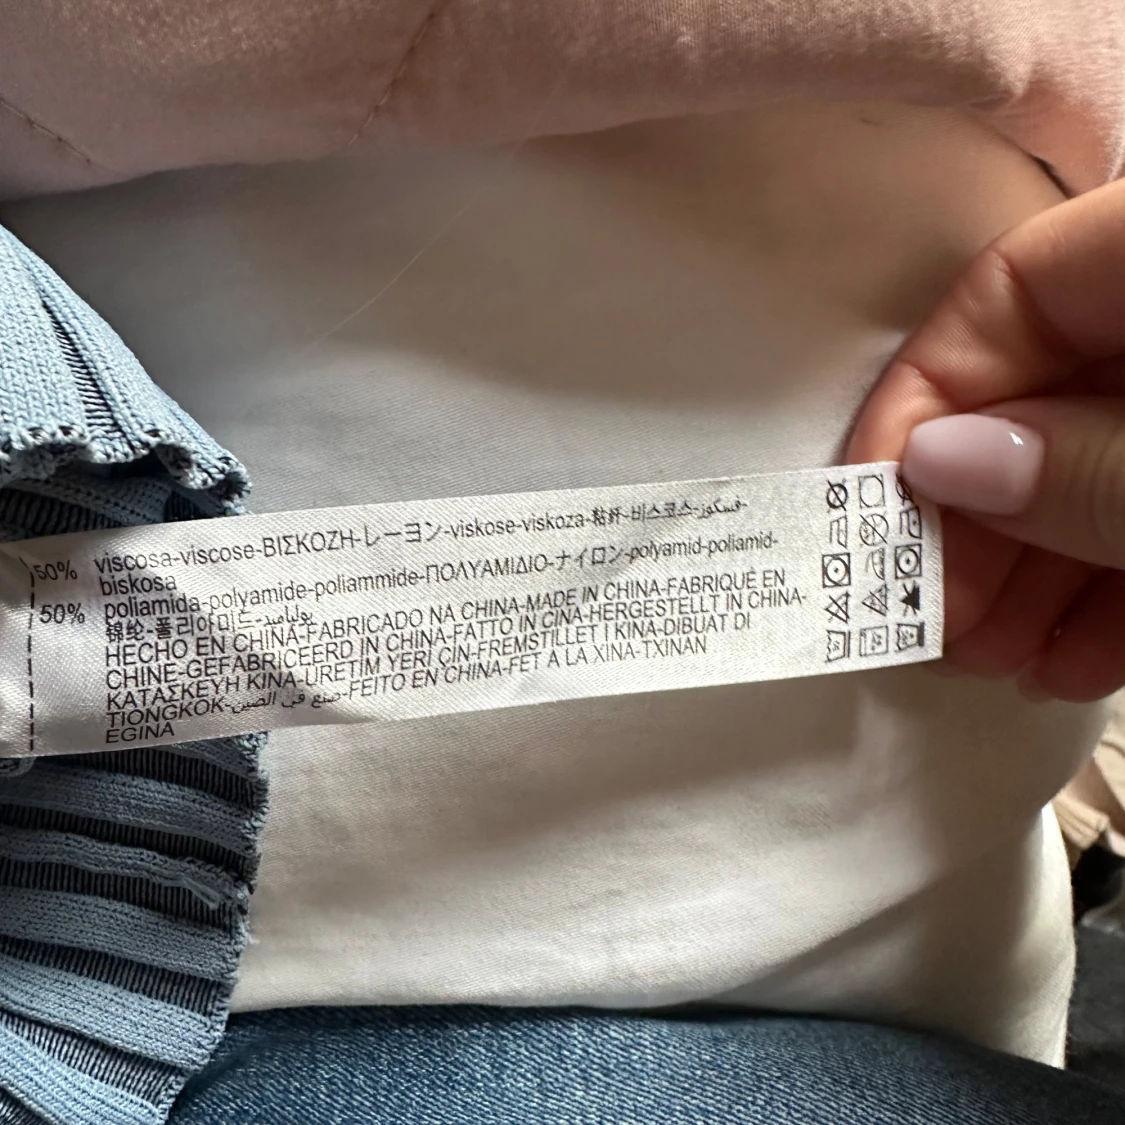 50% viscosa-viscose-ΒΙΣΚΟΖΗ-レーヨン-viskose-viskoza-粘纤-비스코스-فسكوز-
biskosa
50% poliamida-polyamide-poliammide-ΠΟΛΥΑΜΙΔΙΟ-ナイロン-polyamid-poliamid-
锦纶-폴리아미드-بولياميد
HECHO EN CHINA-FABRICADO NA CHINA-MADE IN CHINA-FABRIQUÉ EN
CHINE-GEFABRICEERD IN CHINA-FATTO IN CINA-HERGESTELLT IN CHINA-
ΚΑΤΑΣΚΕΥΗ ΚΙΝΑ-URETIM YERI ÇIN-FREMSTILLET I KINA-DIBUAT DI
TIONGKOK-صنع في الصين-FEITO EN CHINA-FET A LA XINA-TXINAN
EGINA